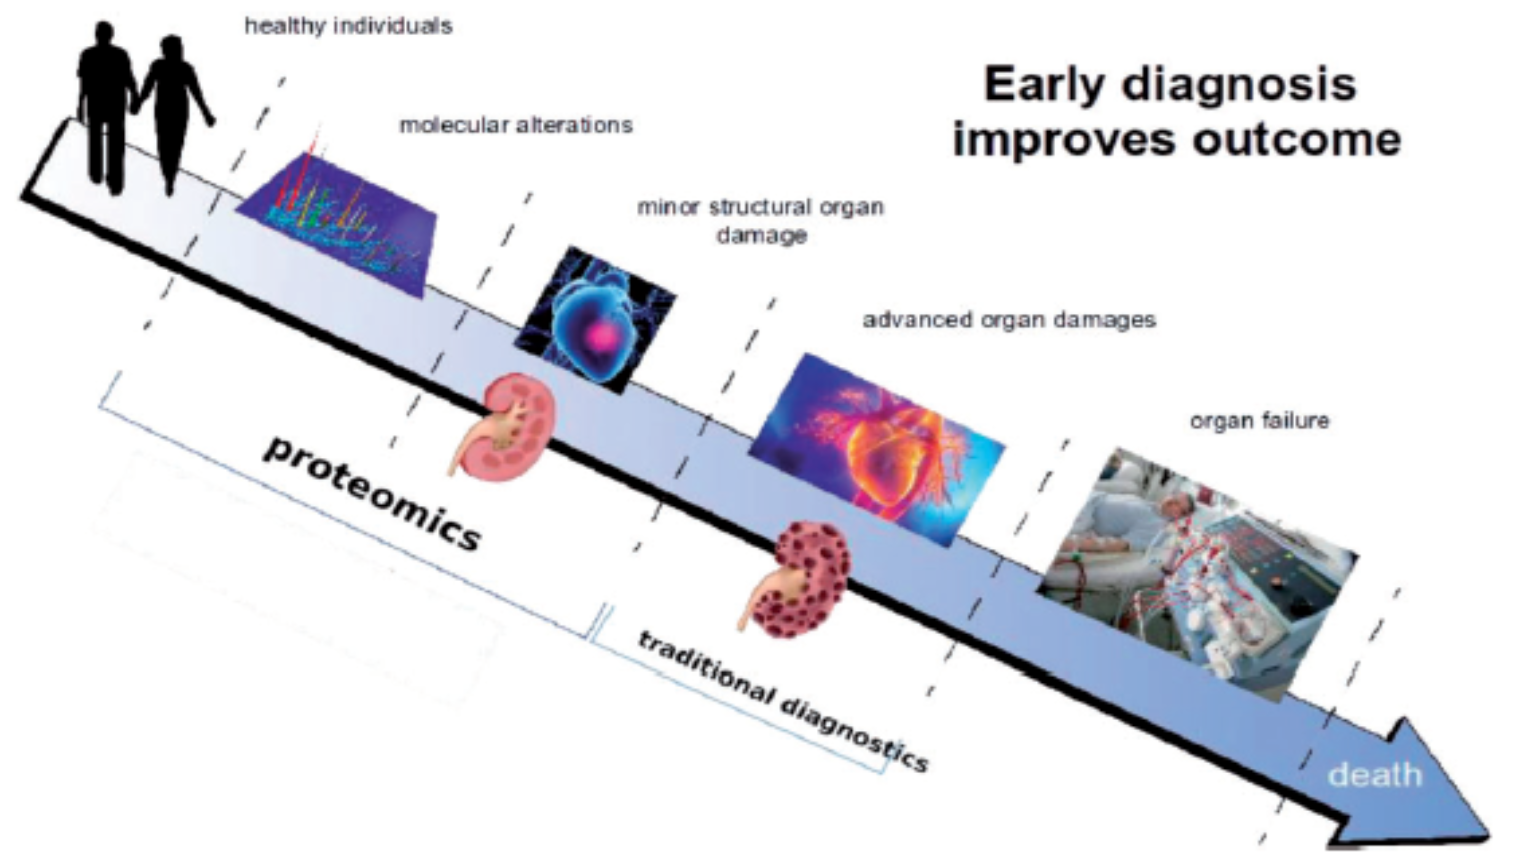 healthy individuals
Early diagnosis
improves outcome
molecular alterations
minor structural organ
damage
advanced organ damages
organ failure
proteomics
traditional diagnostics
death